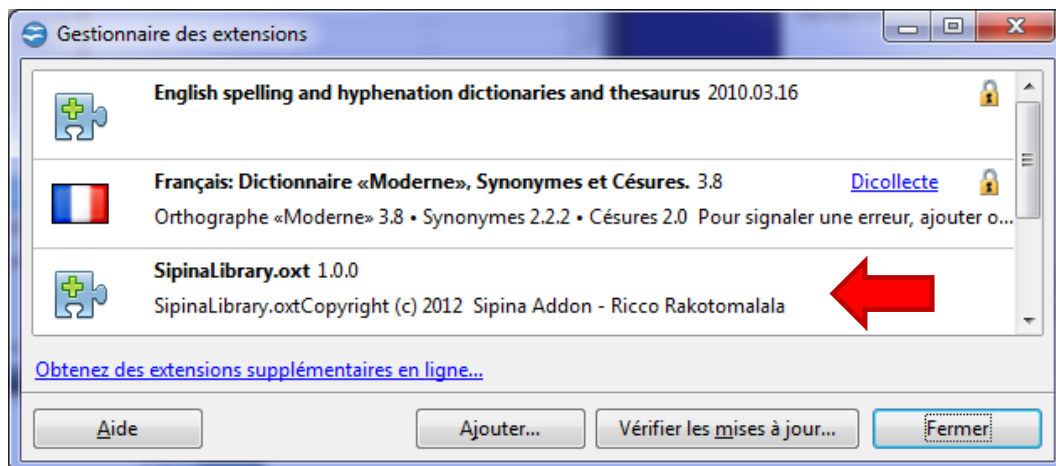 Gestionnaire des extensions
English spelling and hyphenation dictionaries and thesaurus 2010.03.16
Français: Dictionnaire «Moderne», Synonymes et Césures. 3.8 Dicollecte
Orthographe «Moderne» 3.8 • Synonymes 2.2.2 • Césures 2.0 Pour signaler une erreur, ajouter o...
SipinaLibrary.oxt 1.0.0
SipinaLibrary.oxtCopyright (c) 2012 Sipina Addon - Ricco Rakotomalala
Obtenez des extensions supplémentaires en ligne...
Aide Ajouter... Vérifier les mises à jour... Fermer